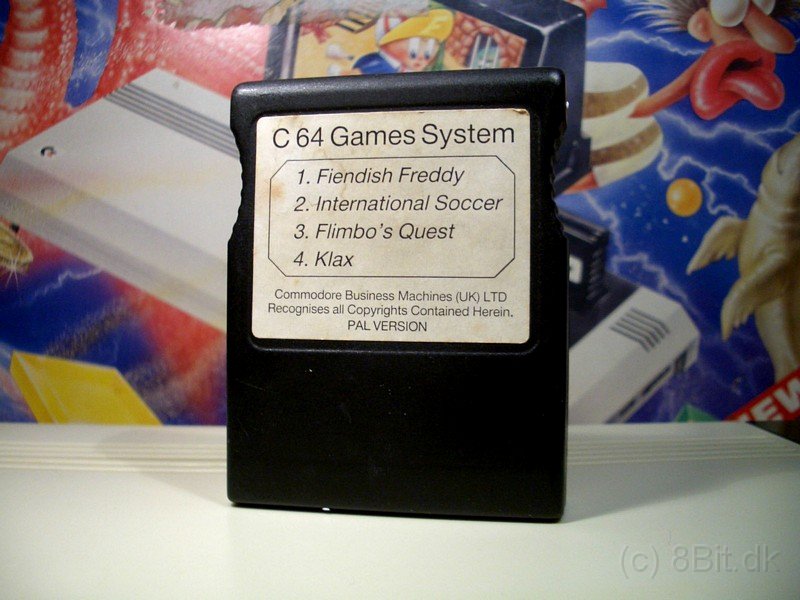 C 64 Games System
1. Fiendish Freddy
2. International Soccer
3. Flimbo's Quest
4. Klax
Commodore Business Machines (UK) LTD
Recognises all Copyrights Contained Herein.
PAL VERSION
NEW
(c) 8Bit.dk